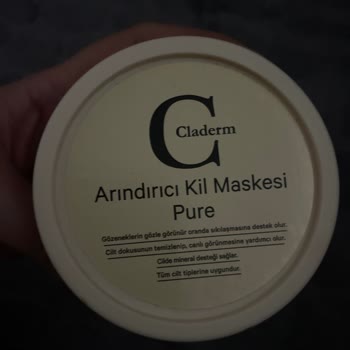 C
Claderm
Arındırıcı Kil Maskesi
Pure
Gözeneklerin gözle görünür oranda sıkılaşmasına destek olur.
Cilt dokusunun temizlenip, canlı görünmesine yardımcı olur.
Cilde mineral desteği sağlar.
Tüm cilt tiplerine uygundur.